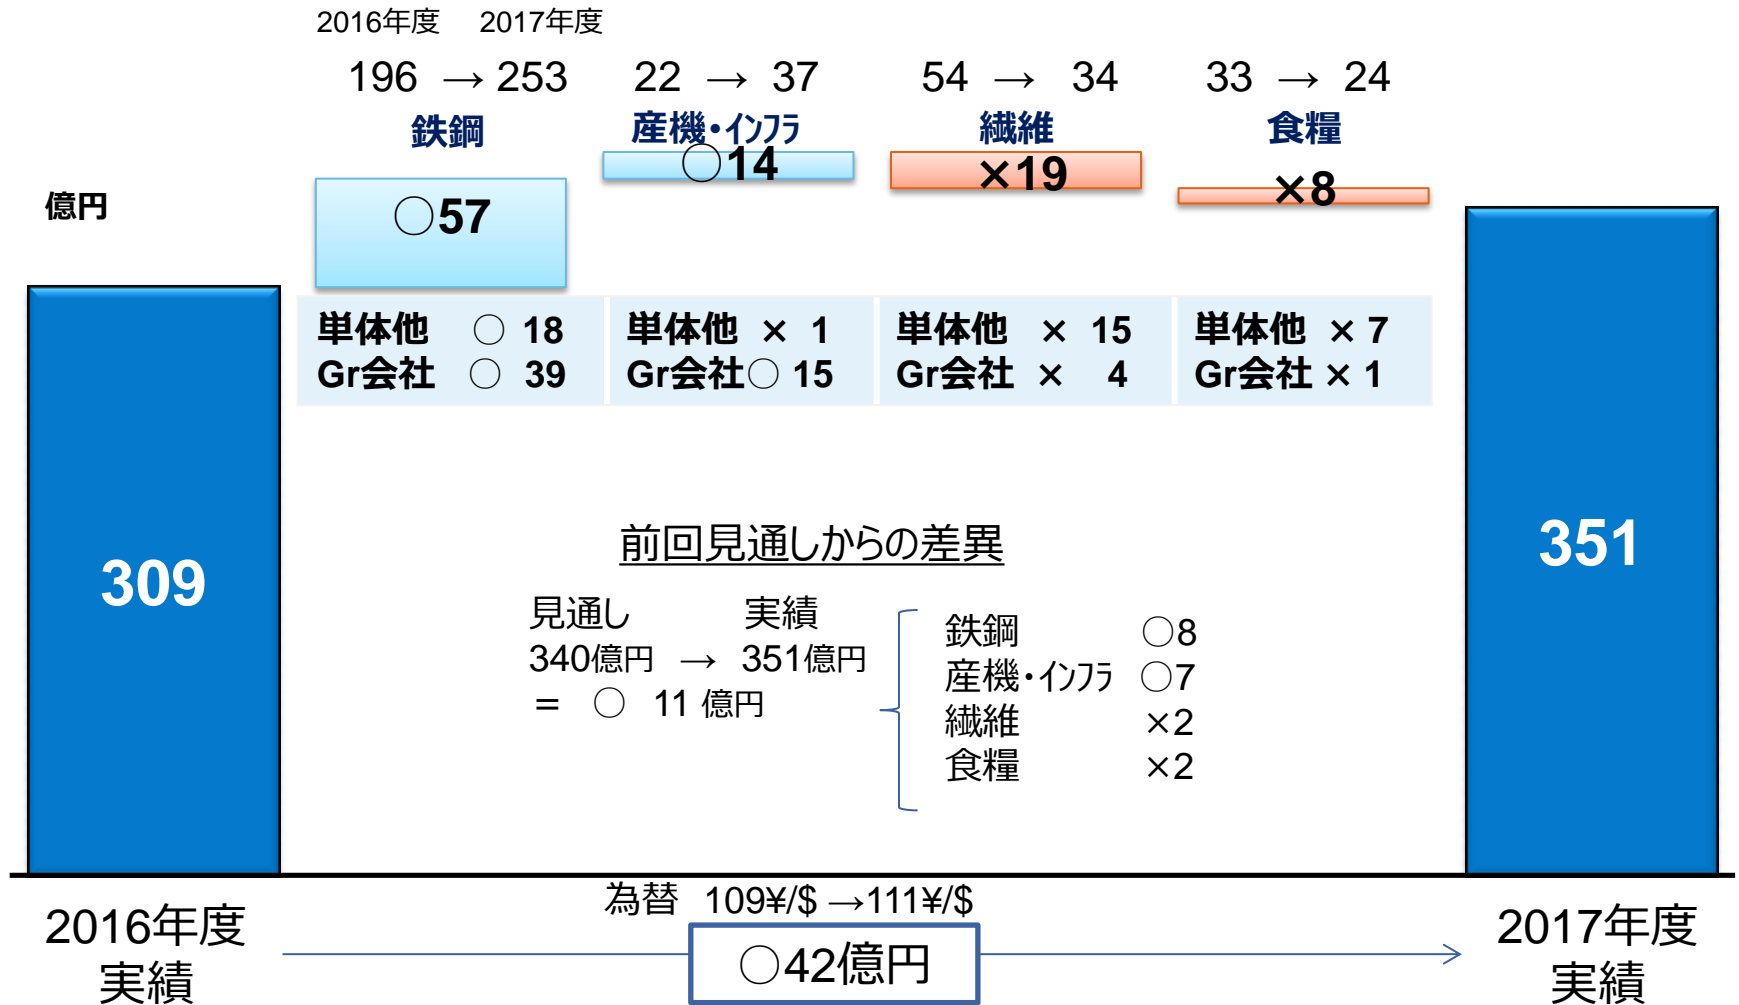 2016年度 2017年度
196 → 253 22 → 37 54 → 34 33 → 24
鉄鋼 産機・インフラ 繊維 食糧
億円
○57 ○14 ×19 ×8
単体他 ○ 18
Gr会社 ○ 39
単体他 × 1
Gr会社○ 15
単体他 × 15
Gr会社 × 4
単体他 × 7
Gr会社 × 1
309
351
前回見通しからの差異
見通し 実績
340億円 → 351億円
= ○ 11 億円
鉄鋼 ○8
産機・インフラ ○7
繊維 ×2
食糧 ×2
為替 109¥/$ →111¥/$
○42億円
2016年度
実績
2017年度
実績